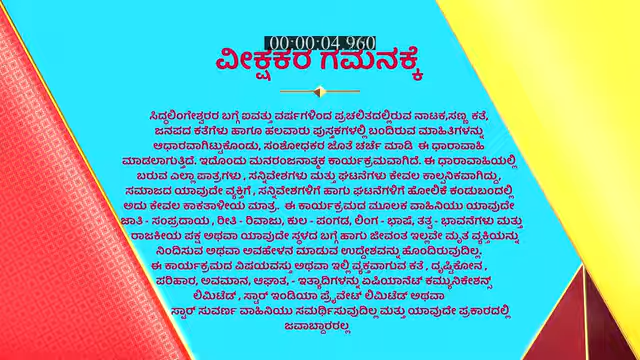 00:00:04.960
ವೀಕ್ಷಕರ ಗಮನಕ್ಕೆ
ಸಿದ್ಧಲಿಂಗೇಶ್ವರರ ಬಗ್ಗೆ ಐವತ್ತು ವರ್ಷಗಳಿಂದ ಪ್ರಚಲಿತದಲ್ಲಿರುವ ನಾಟಕ,ಸಣ್ಣ ಕತೆ,
ಜನಪದ ಕತೆಗಳು ಹಾಗೂ ಹಲವಾರು ಪುಸ್ತಕಗಳಲ್ಲಿ ಬಂದಿರುವ ಮಾಹಿತಿಗಳನ್ನು
ಆಧಾರವಾಗಿಟ್ಟುಕೊಂಡು, ಸಂಶೋಧಕರ ಜೊತೆ ಚರ್ಚೆ ಮಾಡಿ ಈ ಧಾರಾವಾಹಿ
ಮಾಡಲಾಗುತ್ತಿದೆ. ಇದೊಂದು ಮನರಂಜನಾತ್ಮಕ ಕಾರ್ಯಕ್ರಮವಾಗಿದೆ. ಈ ಧಾರಾವಾಹಿಯಲ್ಲಿ
ಬರುವ ಎಲ್ಲಾ ಪಾತ್ರಗಳು , ಸನ್ನಿವೇಶಗಳು ಮತ್ತು ಘಟನೆಗಳು ಕೇವಲ ಕಾಲ್ಪನಿಕವಾಗಿದ್ದು,
ಸಮಾಜದ ಯಾವುದೇ ವ್ಯಕ್ತಿಗೆ , ಸನ್ನಿವೇಶಗಳಿಗೆ ಹಾಗು ಘಟನೆಗಳಿಗೆ ಹೋಲಿಕೆ ಕಂಡುಬಂದಲ್ಲಿ
ಅದು ಕೇವಲ ಕಾಕತಾಳೀಯ ಮಾತ್ರ. ಈ ಕಾರ್ಯಕ್ರಮದ ಮೂಲಕ ವಾಹಿನಿಯು ಯಾವುದೇ
ಜಾತಿ - ಸಂಪ್ರದಾಯ , ರೀತಿ - ರಿವಾಜು, ಕುಲ - ಪಂಗಡ, ಲಿಂಗ - ಭಾಷೆ, ತತ್ವ - ಭಾವನೆಗಳು ಮತ್ತು
ರಾಜಕೀಯ ಪಕ್ಷ ಅಥವಾ ಯಾವುದೇ ಸ್ಥಳದ ಬಗ್ಗೆ ಹಾಗು ಜೀವಂತ ಇಲ್ಲವೇ ಮೃತ ವ್ಯಕ್ತಿಯನ್ನು
ನಿಂದಿಸುವ ಅಥವಾ ಅವಹೇಳನ ಮಾಡುವ ಉದ್ದೇಶವನ್ನು ಹೊಂದಿರುವುದಿಲ್ಲ.
ಈ ಕಾರ್ಯಕ್ರಮದ ವಿಷಯವಸ್ತು ಅಥವಾ ಇಲ್ಲಿ ವ್ಯಕ್ತವಾಗುವ ಕತೆ , ದೃಷ್ಟಿಕೋನ ,
ಪರಿಹಾರ, ಅವಮಾನ, ಆಘಾತ, - ಇತ್ಯಾದಿಗಳನ್ನು ಏಷಿಯಾನೆಟ್ ಕಮ್ಯುನಿಕೇಶನ್ಸ್
ಲಿಮಿಟೆಡ್ , ಸ್ಟಾರ್ ಇಂಡಿಯಾ ಪ್ರೈವೇಟ್ ಲಿಮಿಟೆಡ್ ಅಥವಾ
ಸ್ಟಾರ್ ಸುವರ್ಣ ವಾಹಿನಿಯು ಸಮರ್ಥಿಸುವುದಿಲ್ಲ ಮತ್ತು ಯಾವುದೇ ಪ್ರಕಾರದಲ್ಲಿ
ಜವಾಬ್ದಾರರಲ್ಲ